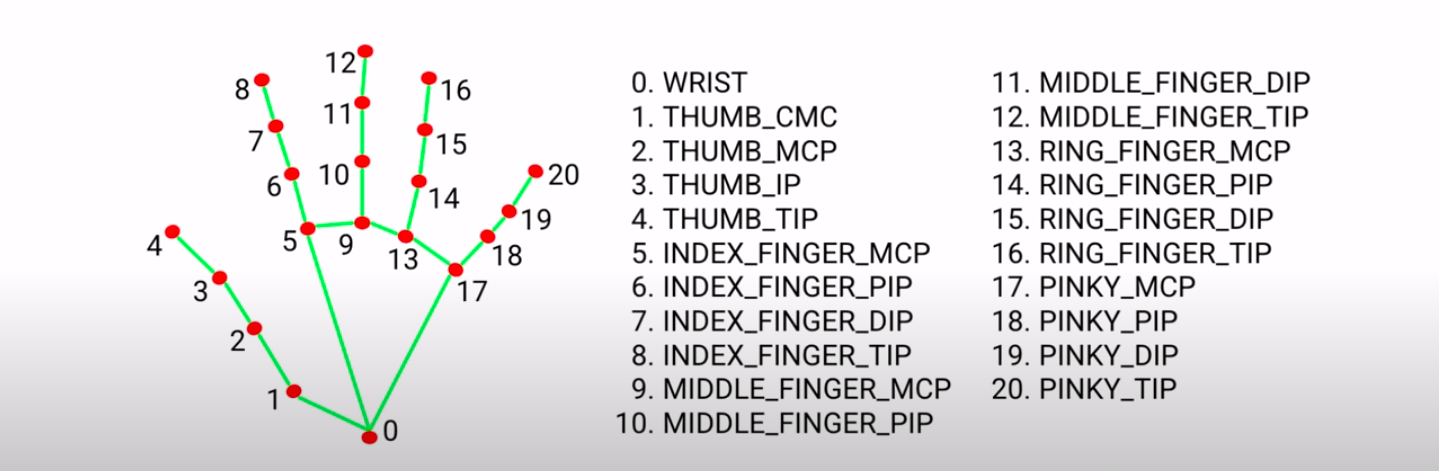 12
8
16
11
7
15
10
6
14
20
19
4
5
9
13
18
3
17
2
1
0
0. WRIST
1. THUMB_CMC
2. THUMB_MCP
3. THUMB_IP
4. THUMB_TIP
5. INDEX_FINGER_MCP
6. INDEX_FINGER_PIP
7. INDEX_FINGER_DIP
8. INDEX_FINGER_TIP
9. MIDDLE_FINGER_MCP
10. MIDDLE_FINGER_PIP
11. MIDDLE_FINGER_DIP
12. MIDDLE_FINGER_TIP
13. RING_FINGER_MCP
14. RING_FINGER_PIP
15. RING_FINGER_DIP
16. RING_FINGER_TIP
17. PINKY_MCP
18. PINKY_PIP
19. PINKY_DIP
20. PINKY_TIP